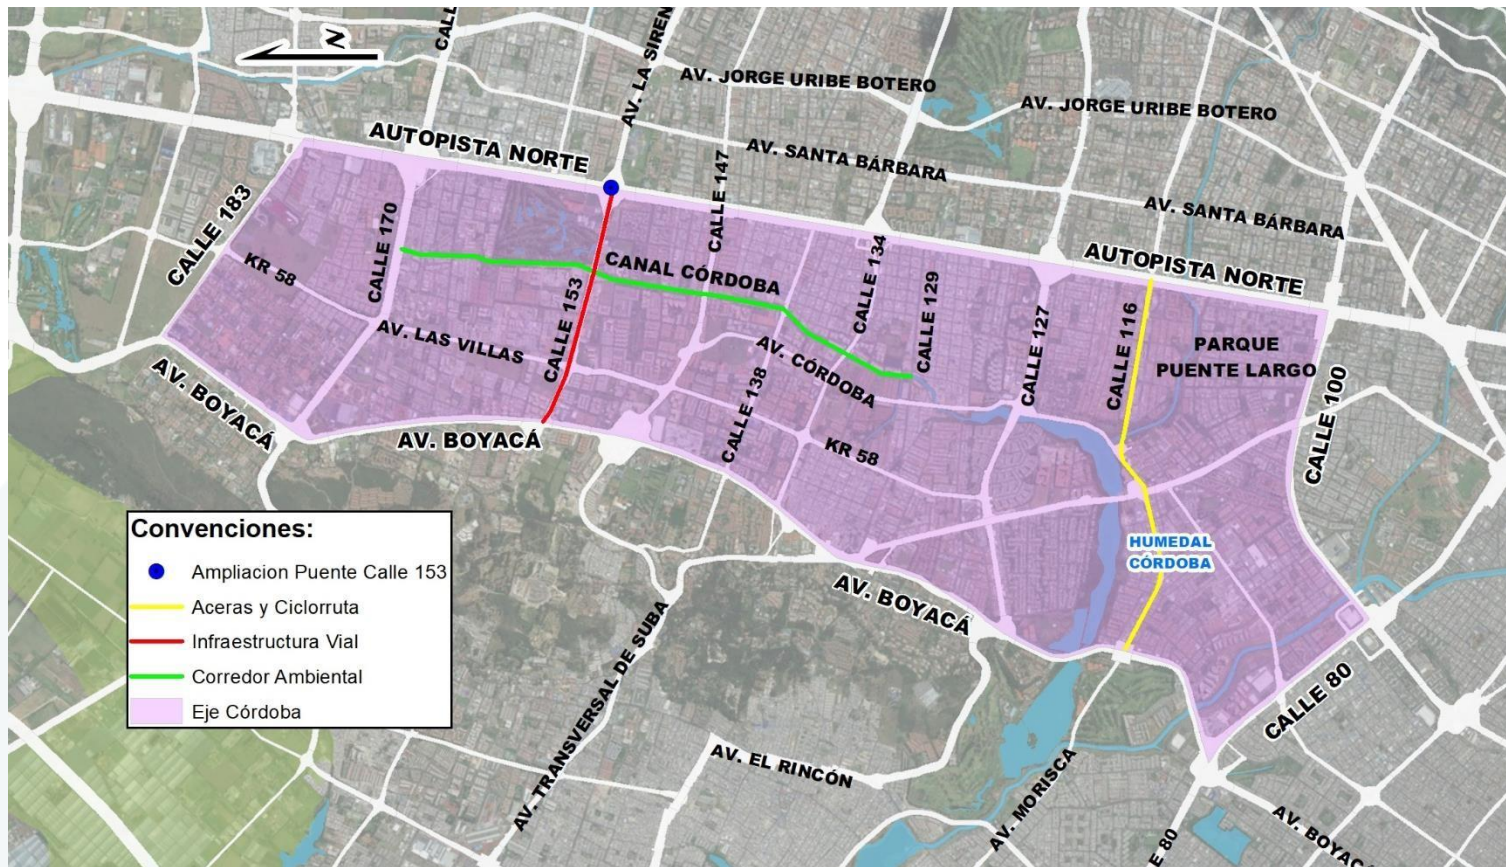 N
CALL
AV. LA SIREN
AV. JORGE URIBE BOTERO
AV. JORGE URIBE BOTERO
AUTOPISTA NORTE
AV. SANTA BÁRBARA
AV. SANTA BÁRBARA
CALLE 183
CALLE 170
CALLE 147
CALLE 134
AUTOPISTA NORTE
KR 58
CANAL CÓRDOBA
CALLE 153
CALLE 129
CALLE 127
CALLE 116
PARQUE
PUENTE LARGO
AV. LAS VILLAS
AV. CÓRDOBA
CALLE 138
CALLE 100
AV. BOYACÁ
AV. BOYACÁ
KR 58
HUMEDAL
CÓRDOBA
AV. BOYACÁ
CALLE 80
AV. TRANSVERSAL DE SUBA
AV. EL RINCÓN
AV. MORISCA
E 80
AV. BOYACÁ
Convenciones:
Ampliacion Puente Calle 153
Aceras y Ciclorruta
Infraestructura Vial
Corredor Ambiental
Eje Córdoba